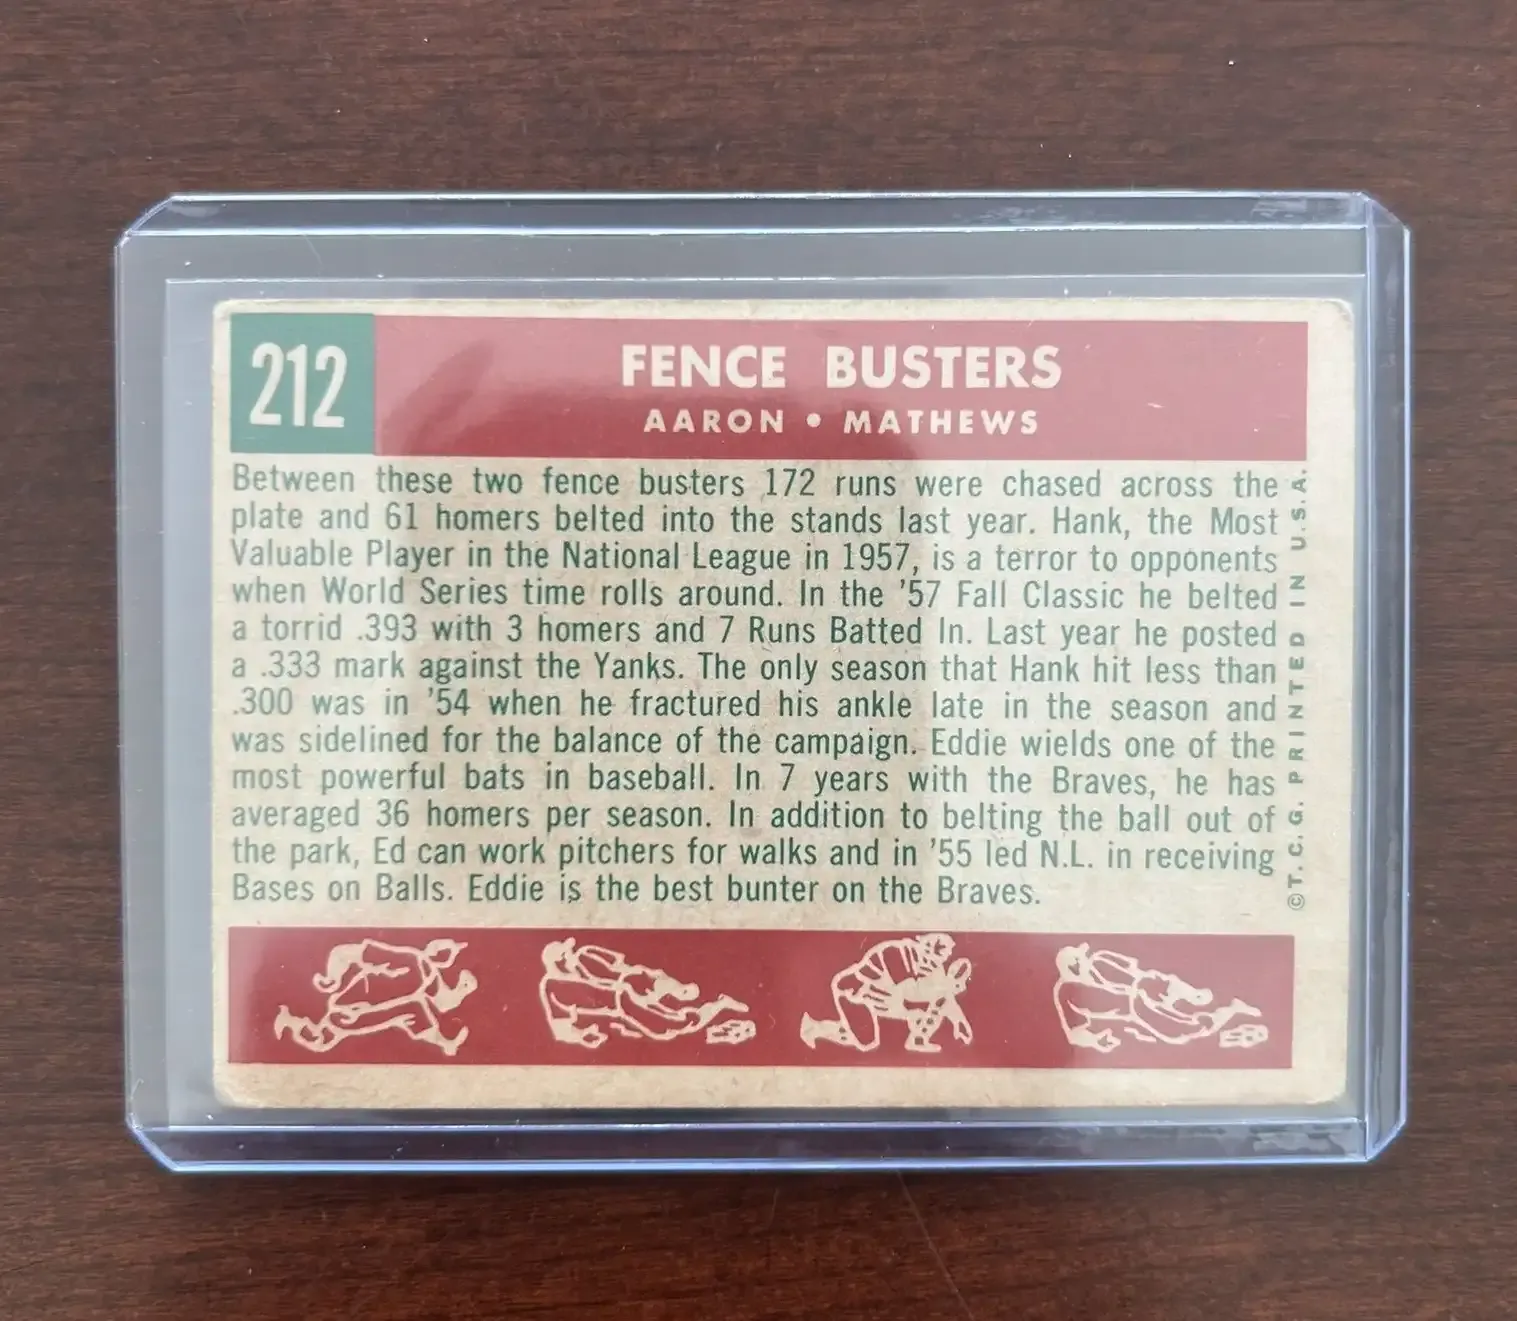 212
FENCE BUSTERS
AARON • MATHEWS
Between these two fence busters 172 runs were chased across the
plate and 61 homers belted into the stands last year. Hank, the Most
Valuable Player in the National League in 1957, is a terror to opponents
when World Series time rolls around. In the '57 Fall Classic he belted
a torrid .393 with 3 homers and 7 Runs Batted In. Last year he posted
a .333 mark against the Yanks. The only season that Hank hit less than
.300 was in '54 when he fractured his ankle late in the season and
was sidelined for the balance of the campaign. Eddie wields one of the
most powerful bats in baseball. In 7 years with the Braves, he has
averaged 36 homers per season. In addition to belting the ball out of
the park, Ed can work pitchers for walks and in '55 led N.L. in receiving
Bases on Balls. Eddie is the best bunter on the Braves.
©T.C.G. PRINTED IN U.S.A.